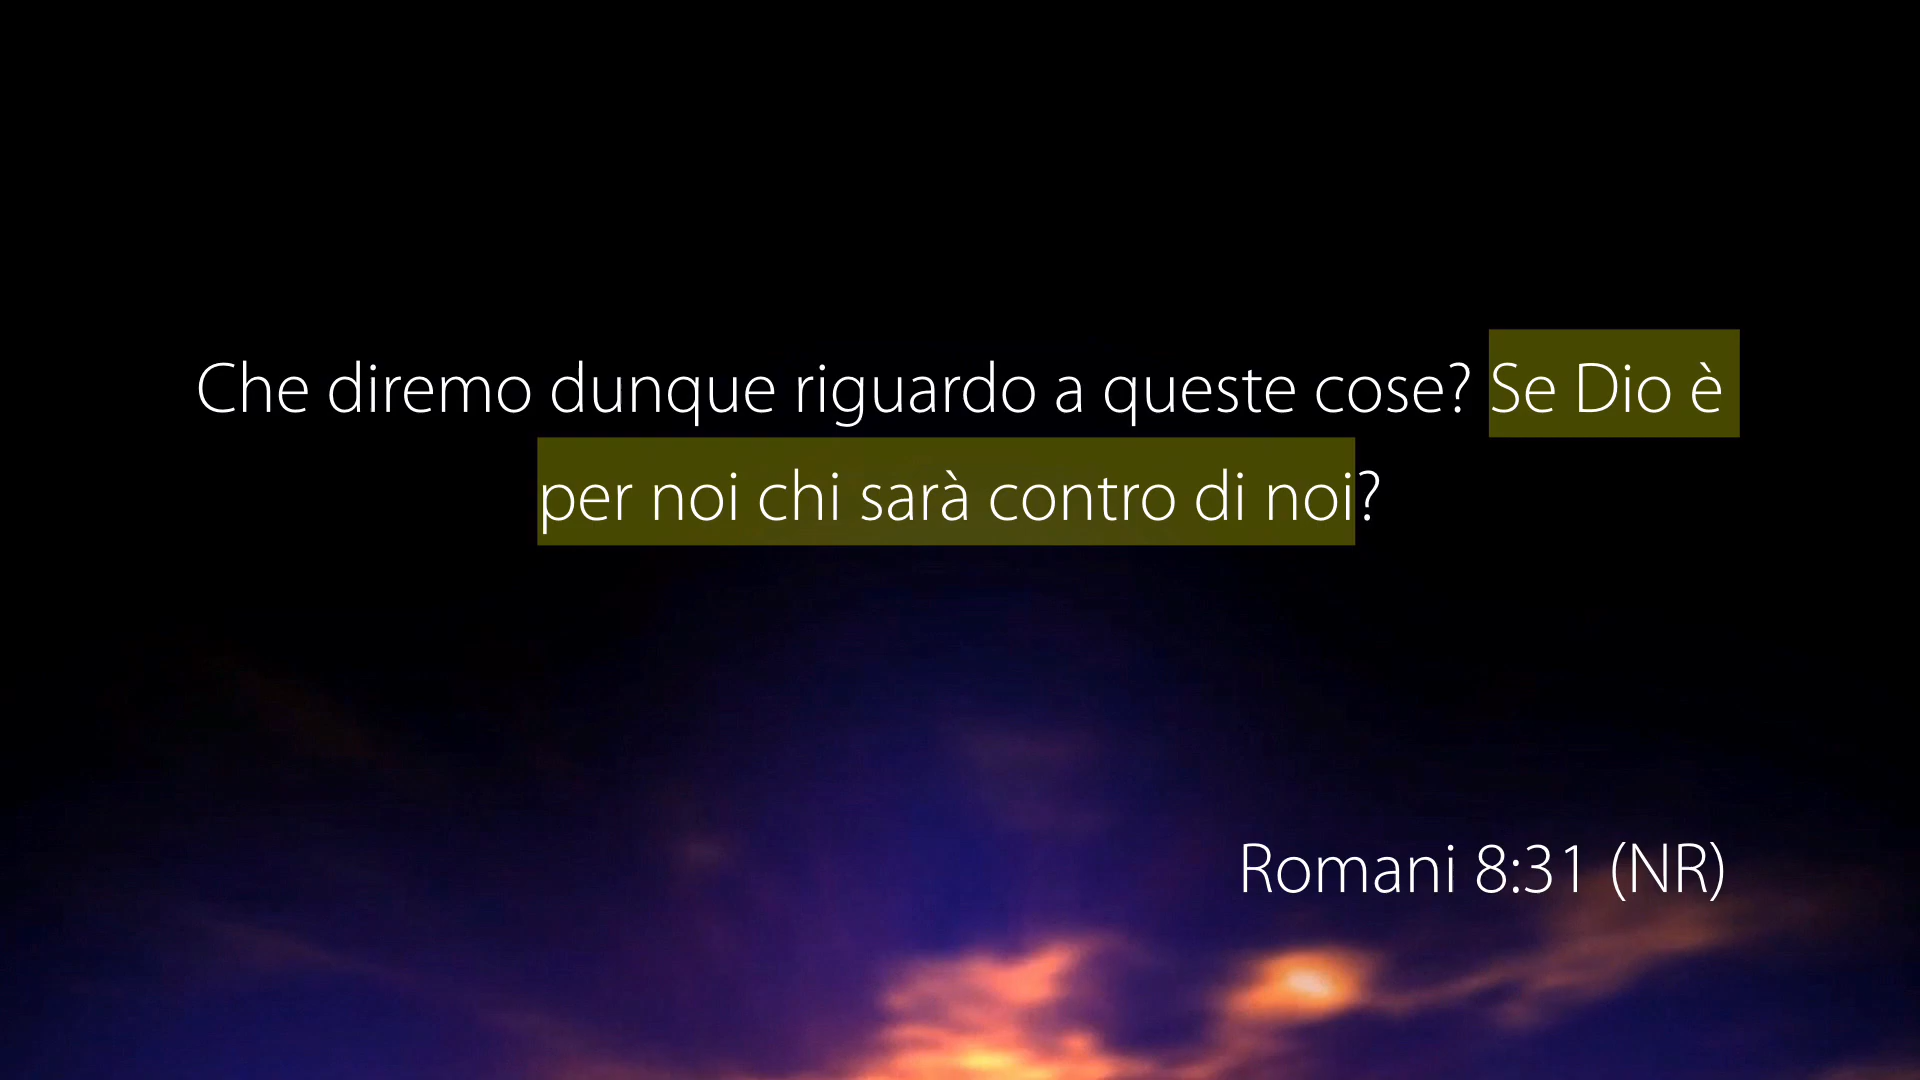 Che diremo dunque riguardo a queste cose? Se Dio è
per noi chi sarà contro di noi?
Romani 8:31 (NR)